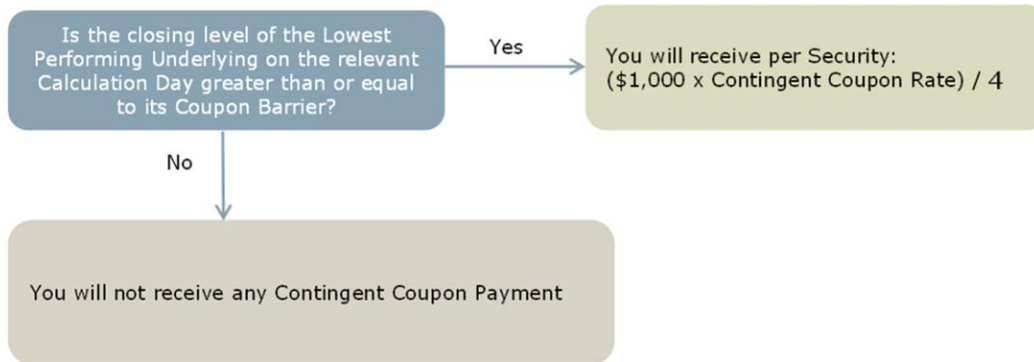 Is the closing level of the Lowest
Performing Underlying on the relevant
Calculation Day greater than or equal
to its Coupon Barrier?
Yes
You will receive per Security:
($1,000 x Contingent Coupon Rate) / 4
No
You will not receive any Contingent Coupon Payment